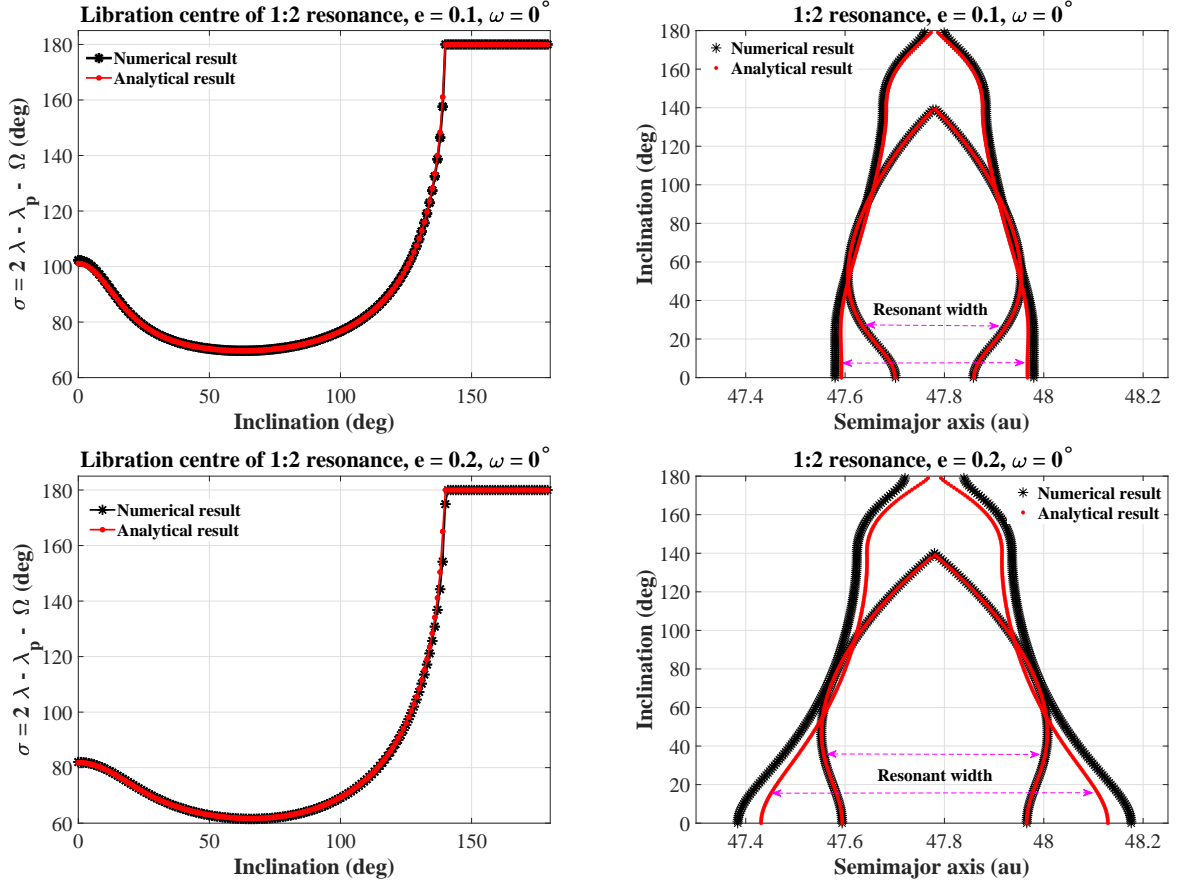 Libration centre of 1:2 resonance, e = 0.1, ω = 0°
Numerical result
Analytical result
σ = 2 λ - λp - Ω (deg)
180
160
140
120
100
80
60
0
50
100
150
Inclination (deg)
1:2 resonance, e = 0.1, ω = 0°
Numerical result
Analytical result
Resonant width
Inclination (deg)
180
160
140
120
100
80
60
40
20
0
47.4
47.6
47.8
48
48.2
Semimajor axis (au)
Libration centre of 1:2 resonance, e = 0.2, ω = 0°
Numerical result
Analytical result
σ = 2 λ - λp - Ω (deg)
180
160
140
120
100
80
60
0
50
100
150
Inclination (deg)
1:2 resonance, e = 0.2, ω = 0°
Numerical result
Analytical result
Resonant width
Inclination (deg)
180
160
140
120
100
80
60
40
20
0
47.4
47.6
47.8
48
48.2
Semimajor axis (au)